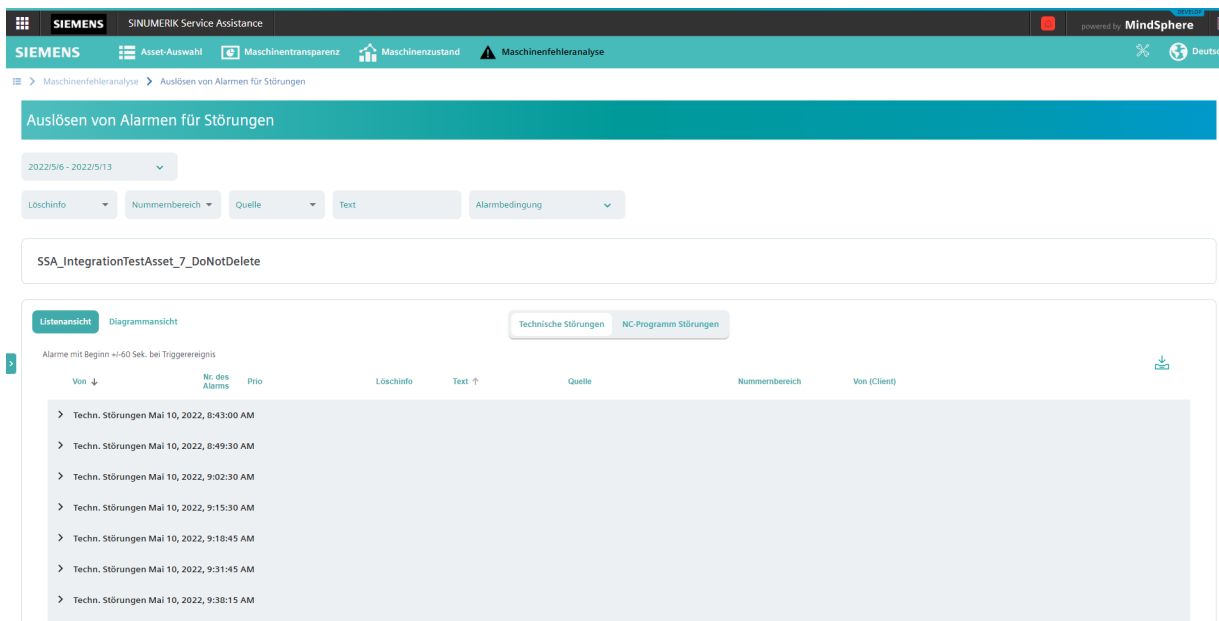 SIEMENS SINUMERIK Service Assistance powered by MindSphere
DEVELOP
SIEMENS Asset-Auswahl Maschinentransparenz Maschinenzustand Maschinenfehleranalyse
Maschinenfehleranalyse Auslösen von Alarmen für Störungen
Auslösen von Alarmen für Störungen
2022/5/6 - 2022/5/13
Löschinfo Nummernbereich Quelle Text Alarmbedingung
SSA_IntegrationTestAsset_7_DoNotDelete
Listenansicht Diagrammansicht Technische Störungen NC-Programm Störungen
Alarme mit Beginn +/-60 Sek. bei Triggerereignis
Von Nr. des Alarms Prio Löschinfo Text Quelle Nummernbereich Von (Client)
Techn. Störungen Mai 10, 2022, 8:43:00 AM
Techn. Störungen Mai 10, 2022, 8:49:30 AM
Techn. Störungen Mai 10, 2022, 9:02:30 AM
Techn. Störungen Mai 10, 2022, 9:15:30 AM
Techn. Störungen Mai 10, 2022, 9:18:45 AM
Techn. Störungen Mai 10, 2022, 9:31:45 AM
Techn. Störungen Mai 10, 2022, 9:38:15 AM